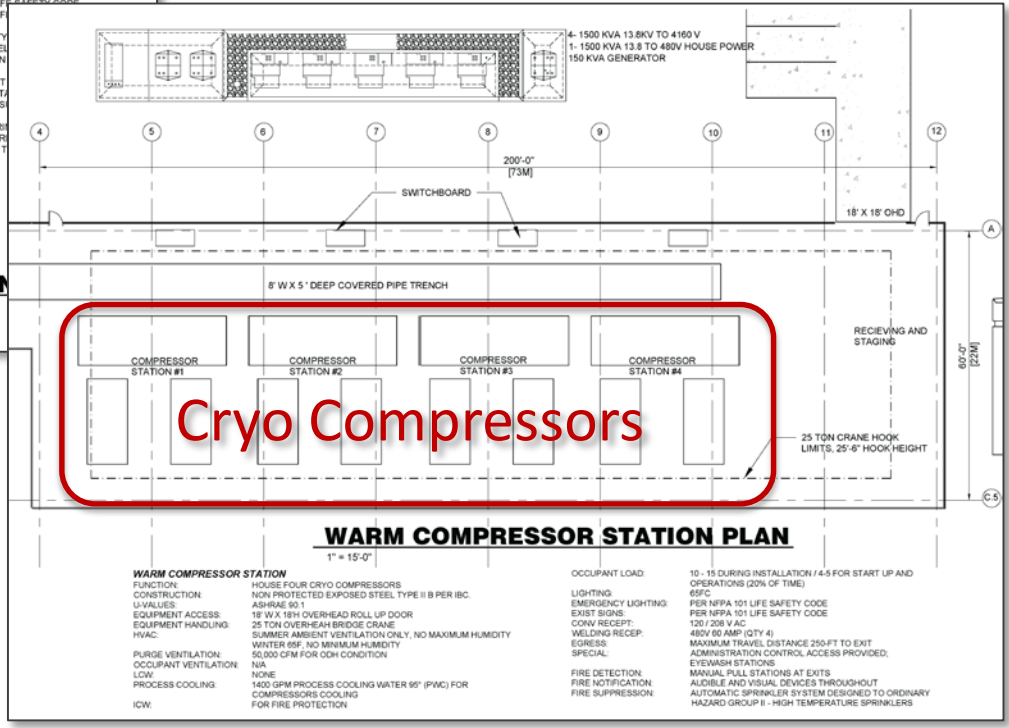 4- 1500 KVA 13.8KV TO 4160 V
1- 1500 KVA 13.8 TO 480V HOUSE POWER
150 KVA GENERATOR
4 5 6 7 8 9 10 11 12
200'-0"
[73M]
SWITCHBOARD
18' X 18' OHD
A
8' W X 5 ' DEEP COVERED PIPE TRENCH
RECIEVING AND
STAGING
60'-0"
[22M]
COMPRESSOR
STATION #1
COMPRESSOR
STATION #2
COMPRESSOR
STATION #3
COMPRESSOR
STATION #4
Cryo Compressors
25 TON CRANE HOOK
LIMITS, 25'-6" HOOK HEIGHT
C.5
WARM COMPRESSOR STATION PLAN
1" = 15'-0"
WARM COMPRESSOR STATION
FUNCTION: HOUSE FOUR CRYO COMPRESSORS
CONSTRUCTION: NON PROTECTED EXPOSED STEEL TYPE II B PER IBC.
U-VALUES: ASHRAE 90.1
EQUIPMENT ACCESS: 18' W X 18'H OVERHEAD ROLL UP DOOR
EQUIPMENT HANDLING: 25 TON OVERHEAH BRIDGE CRANE
HVAC: SUMMER AMBIENT VENTILATION ONLY, NO MAXIMUM HUMIDITY
WINTER 65F, NO MINIMUM HUMIDITY
PURGE VENTILATION: 50,000 CFM FOR ODH CONDITION
OCCUPANT VENTILATION: N/A
LCW: NONE
PROCESS COOLING: 1400 GPM PROCESS COOLING WATER 95° (PWC) FOR
COMPRESSORS COOLING
ICW: FOR FIRE PROTECTION
OCCUPANT LOAD: 10 - 15 DURING INSTALLATION / 4-5 FOR START UP AND
OPERATIONS (20% OF TIME)
LIGHTING: 65FC
EMERGENCY LIGHTING: PER NFPA 101 LIFE SAFETY CODE
EXIST SIGNS: PER NFPA 101 LIFE SAFETY CODE
CONV RECEPT: 120 / 208 V AC
WELDING RECEP: 480V 60 AMP (QTY 4)
EGRESS: MAXIMUM TRAVEL DISTANCE 250-FT TO EXIT
SPECIAL: ADMINISTRATION CONTROL ACCESS PROVIDED;
EYEWASH STATIONS
FIRE DETECTION: MANUAL PULL STATIONS AT EXITS
FIRE NOTIFICATION: AUDIBLE AND VISUAL DEVICES THROUGHOUT
FIRE SUPPRESSION: AUTOMATIC SPRINKLER SYSTEM DESIGNED TO ORDINARY
HAZARD GROUP II - HIGH TEMPERATURE SPRINKLERS